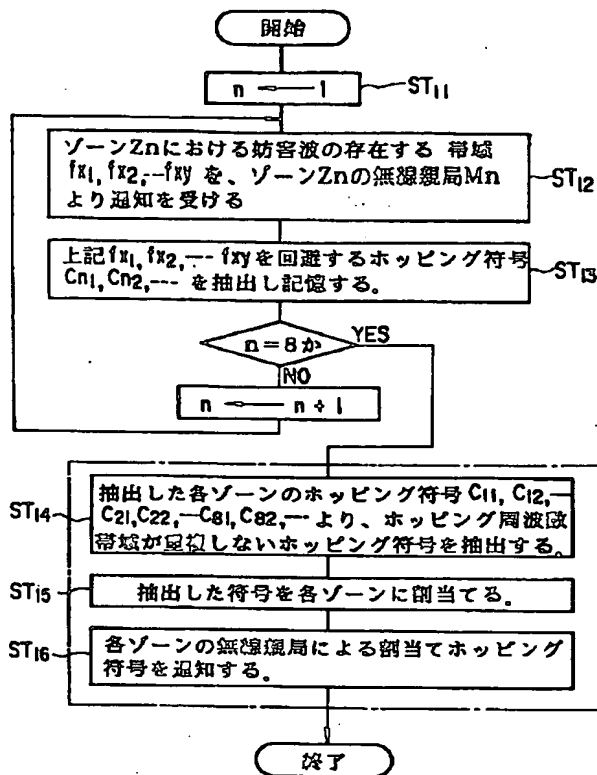 開始
n ← 1
ST11
ゾーンZnにおける妨害波の存在する 帯域
fx1, fx2,--fxy を、ゾーンZnの無線親局Mn
より通知を受ける
ST12
上記fx1, fx2,--- fxyを回避するホッピング符号
Cn1, Cn2,--- を抽出し記憶する。
ST13
n=8か
YES
NO
n ← n + 1
抽出した各ゾーンのホッピング符号C11, C12,--
C21,C22,--C81,C82,-- より、ホッピング周波数
帯域が重複しないホッピング符号を抽出する。
ST14
抽出した符号を各ゾーンに割当てる。
ST15
各ゾーンの無線親局による割当てホッピング
符号を通知する。
ST16
終了